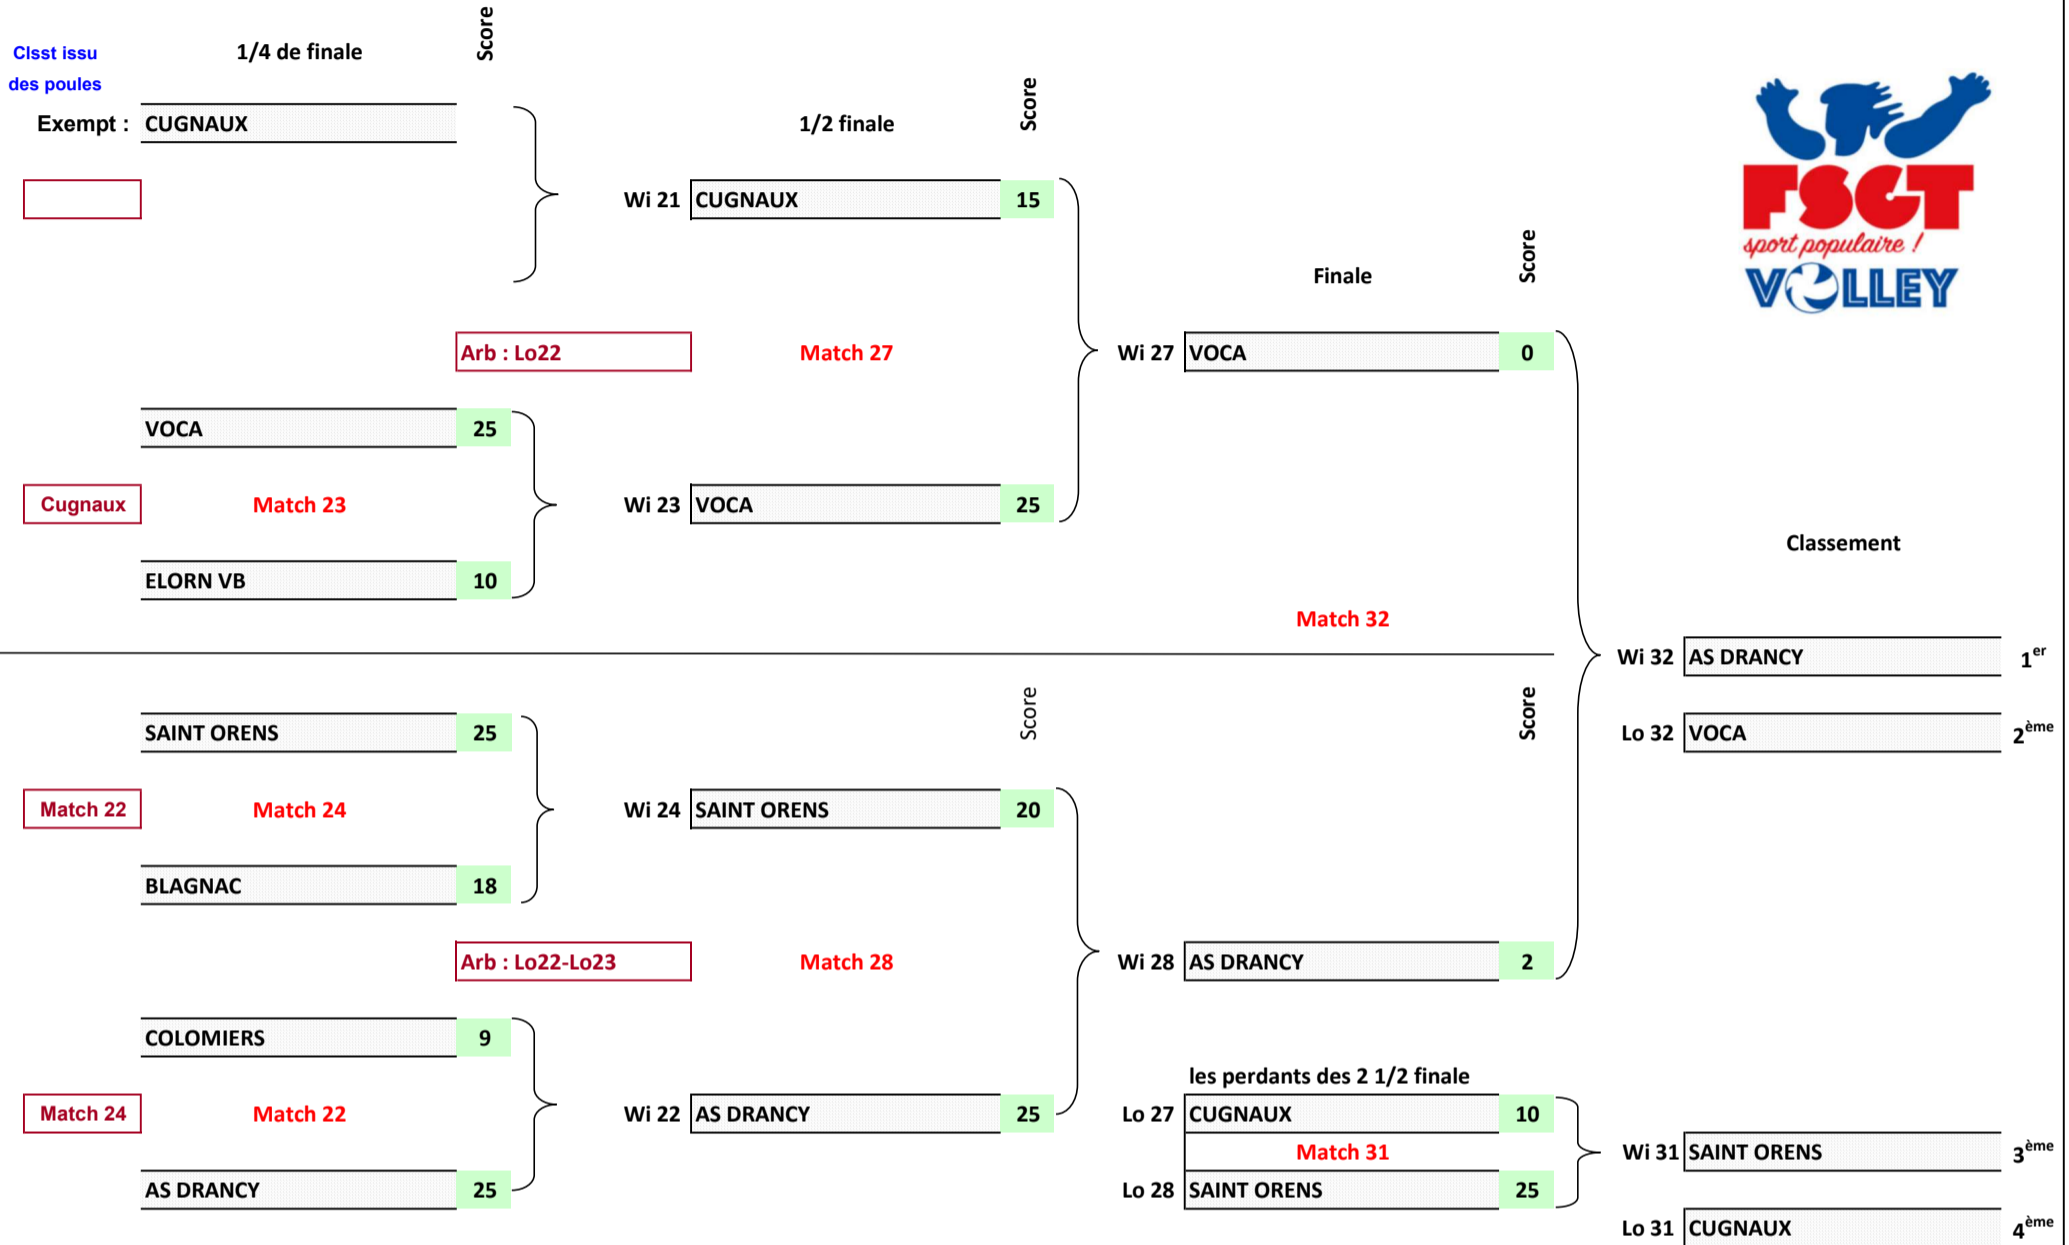 Clsst issu
des poules
1/4 de finale
Score
Exempt : CUGNAUX
1/2 finale
Score
FSGT
sport populaire !
VOLLEY
Wi 21 CUGNAUX 15
Finale
Score
Arb : Lo22
Match 27
Wi 27 VOCA 0
VOCA 25
Cugnaux
Match 23
Wi 23 VOCA 25
Classement
ELORN VB 10
Match 32
Wi 32 AS DRANCY 1er
Score
Score
SAINT ORENS 25
Lo 32 VOCA 2ème
Match 22
Match 24
Wi 24 SAINT ORENS 20
BLAGNAC 18
Arb : Lo22-Lo23
Match 28
Wi 28 AS DRANCY 2
COLOMIERS 9
les perdants des 2 1/2 finale
Match 24
Match 22
Wi 22 AS DRANCY 25
Lo 27 CUGNAUX 10
Match 31
Wi 31 SAINT ORENS 3ème
AS DRANCY 25
Lo 28 SAINT ORENS 25
Lo 31 CUGNAUX 4ème